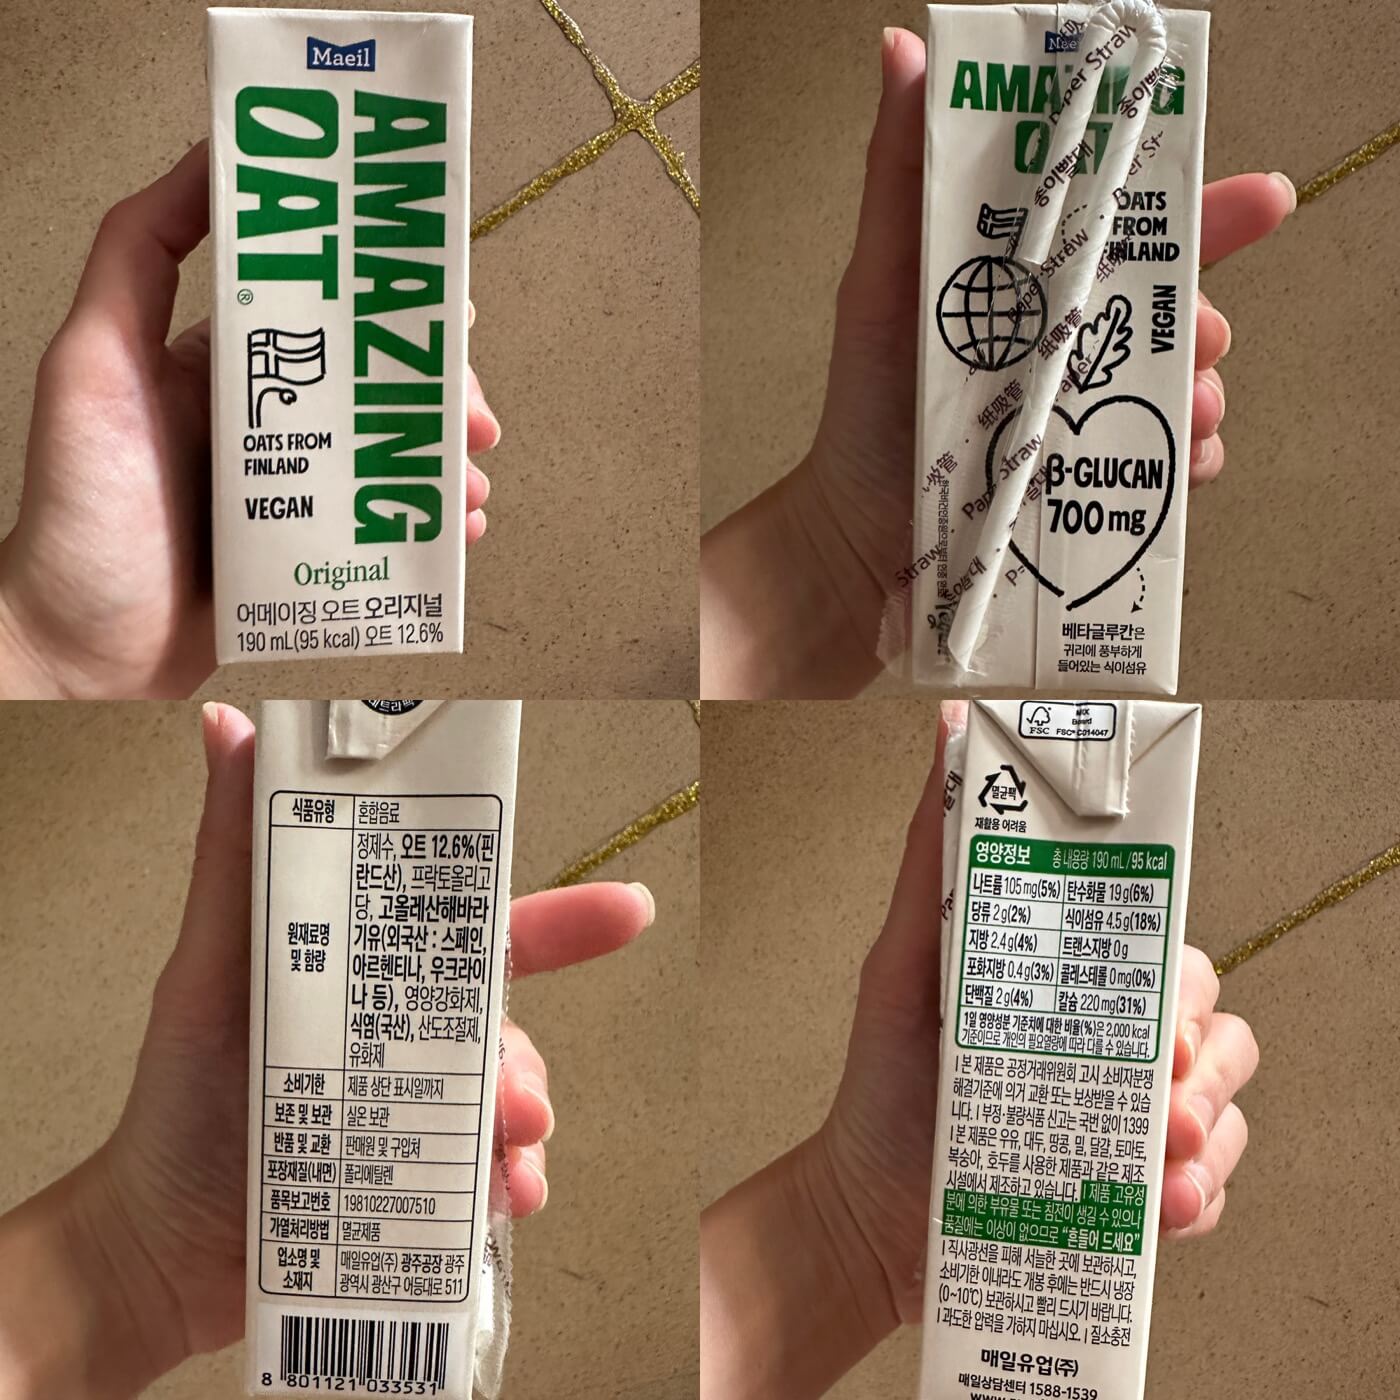 Maeil
AMAZING
OAT®
OATS FROM
FINLAND
VEGAN
Original
어메이징 오트 오리지널
190 mL(95 kcal) 오트 12.6%
AMAZING
OAT
OATS
FROM
FINLAND
VEGAN
β-GLUCAN
700 mg
베타글루칸은
귀리에 풍부하게
들어있는 식이섬유
Paper Straw
종이빨대
纸吸管
Paper Straw
종이빨대
纸吸管
Paper Straw
식품유형 혼합음료
원재료명
및 함량
정제수, 오트 12.6%(핀
란드산), 프락토올리고
당, 고올레산해바라
기유(외국산 : 스페인,
아르헨티나, 우크라이
나 등), 영양강화제,
식염(국산), 산도조절제,
유화제
소비기한 제품 상단 표시일까지
보존 및 보관 실온 보관
반품 및 교환 판매원 및 구입처
포장재질(내면) 폴리에틸렌
품목보고번호 19810227007510
가열처리방법 멸균제품
업소명 및
소재지
매일유업(주) 광주공장 광주
광역시 광산구 어등대로 511
8 801121 033531
FSC
MIX
Board
FSC® C014047
멸균팩
재활용 어려움
영양정보 총 내용량 190 mL/95 kcal
나트륨 105 mg(5%) 탄수화물 19 g(6%)
당류 2 g(2%) 식이섬유 4.5 g(18%)
지방 2.4 g(4%) 트랜스지방 0 g
포화지방 0.4 g(3%) 콜레스테롤 0 mg(0%)
단백질 2 g(4%) 칼슘 220 mg(31%)
1일 영양성분 기준치에 대한 비율(%)은 2,000 kcal
기준이므로 개인의 필요열량에 따라 다를 수 있습니다.
| 본 제품은 공정거래위원회 고시 소비자분쟁
해결기준에 의거 교환 또는 보상받을 수 있습
니다. | 부정·불량식품 신고는 국번 없이 1399
| 본 제품은 우유, 대두, 땅콩, 밀, 달걀, 토마토,
복숭아, 호두를 사용한 제품과 같은 제조
시설에서 제조하고 있습니다. | 제품 고유성
분에 의한 부유물 또는 침전이 생길 수 있으나
품질에는 이상이 없으므로 "흔들어 드세요"
| 직사광선을 피해 서늘한 곳에 보관하시고,
소비기한 이내라도 개봉 후에는 반드시 냉장
(0~10℃) 보관하시고 빨리 드시기 바랍니다.
| 과도한 압력을 가하지 마십시오 | 질소충전
매일유업(주)
매일상담센터 1588-1539